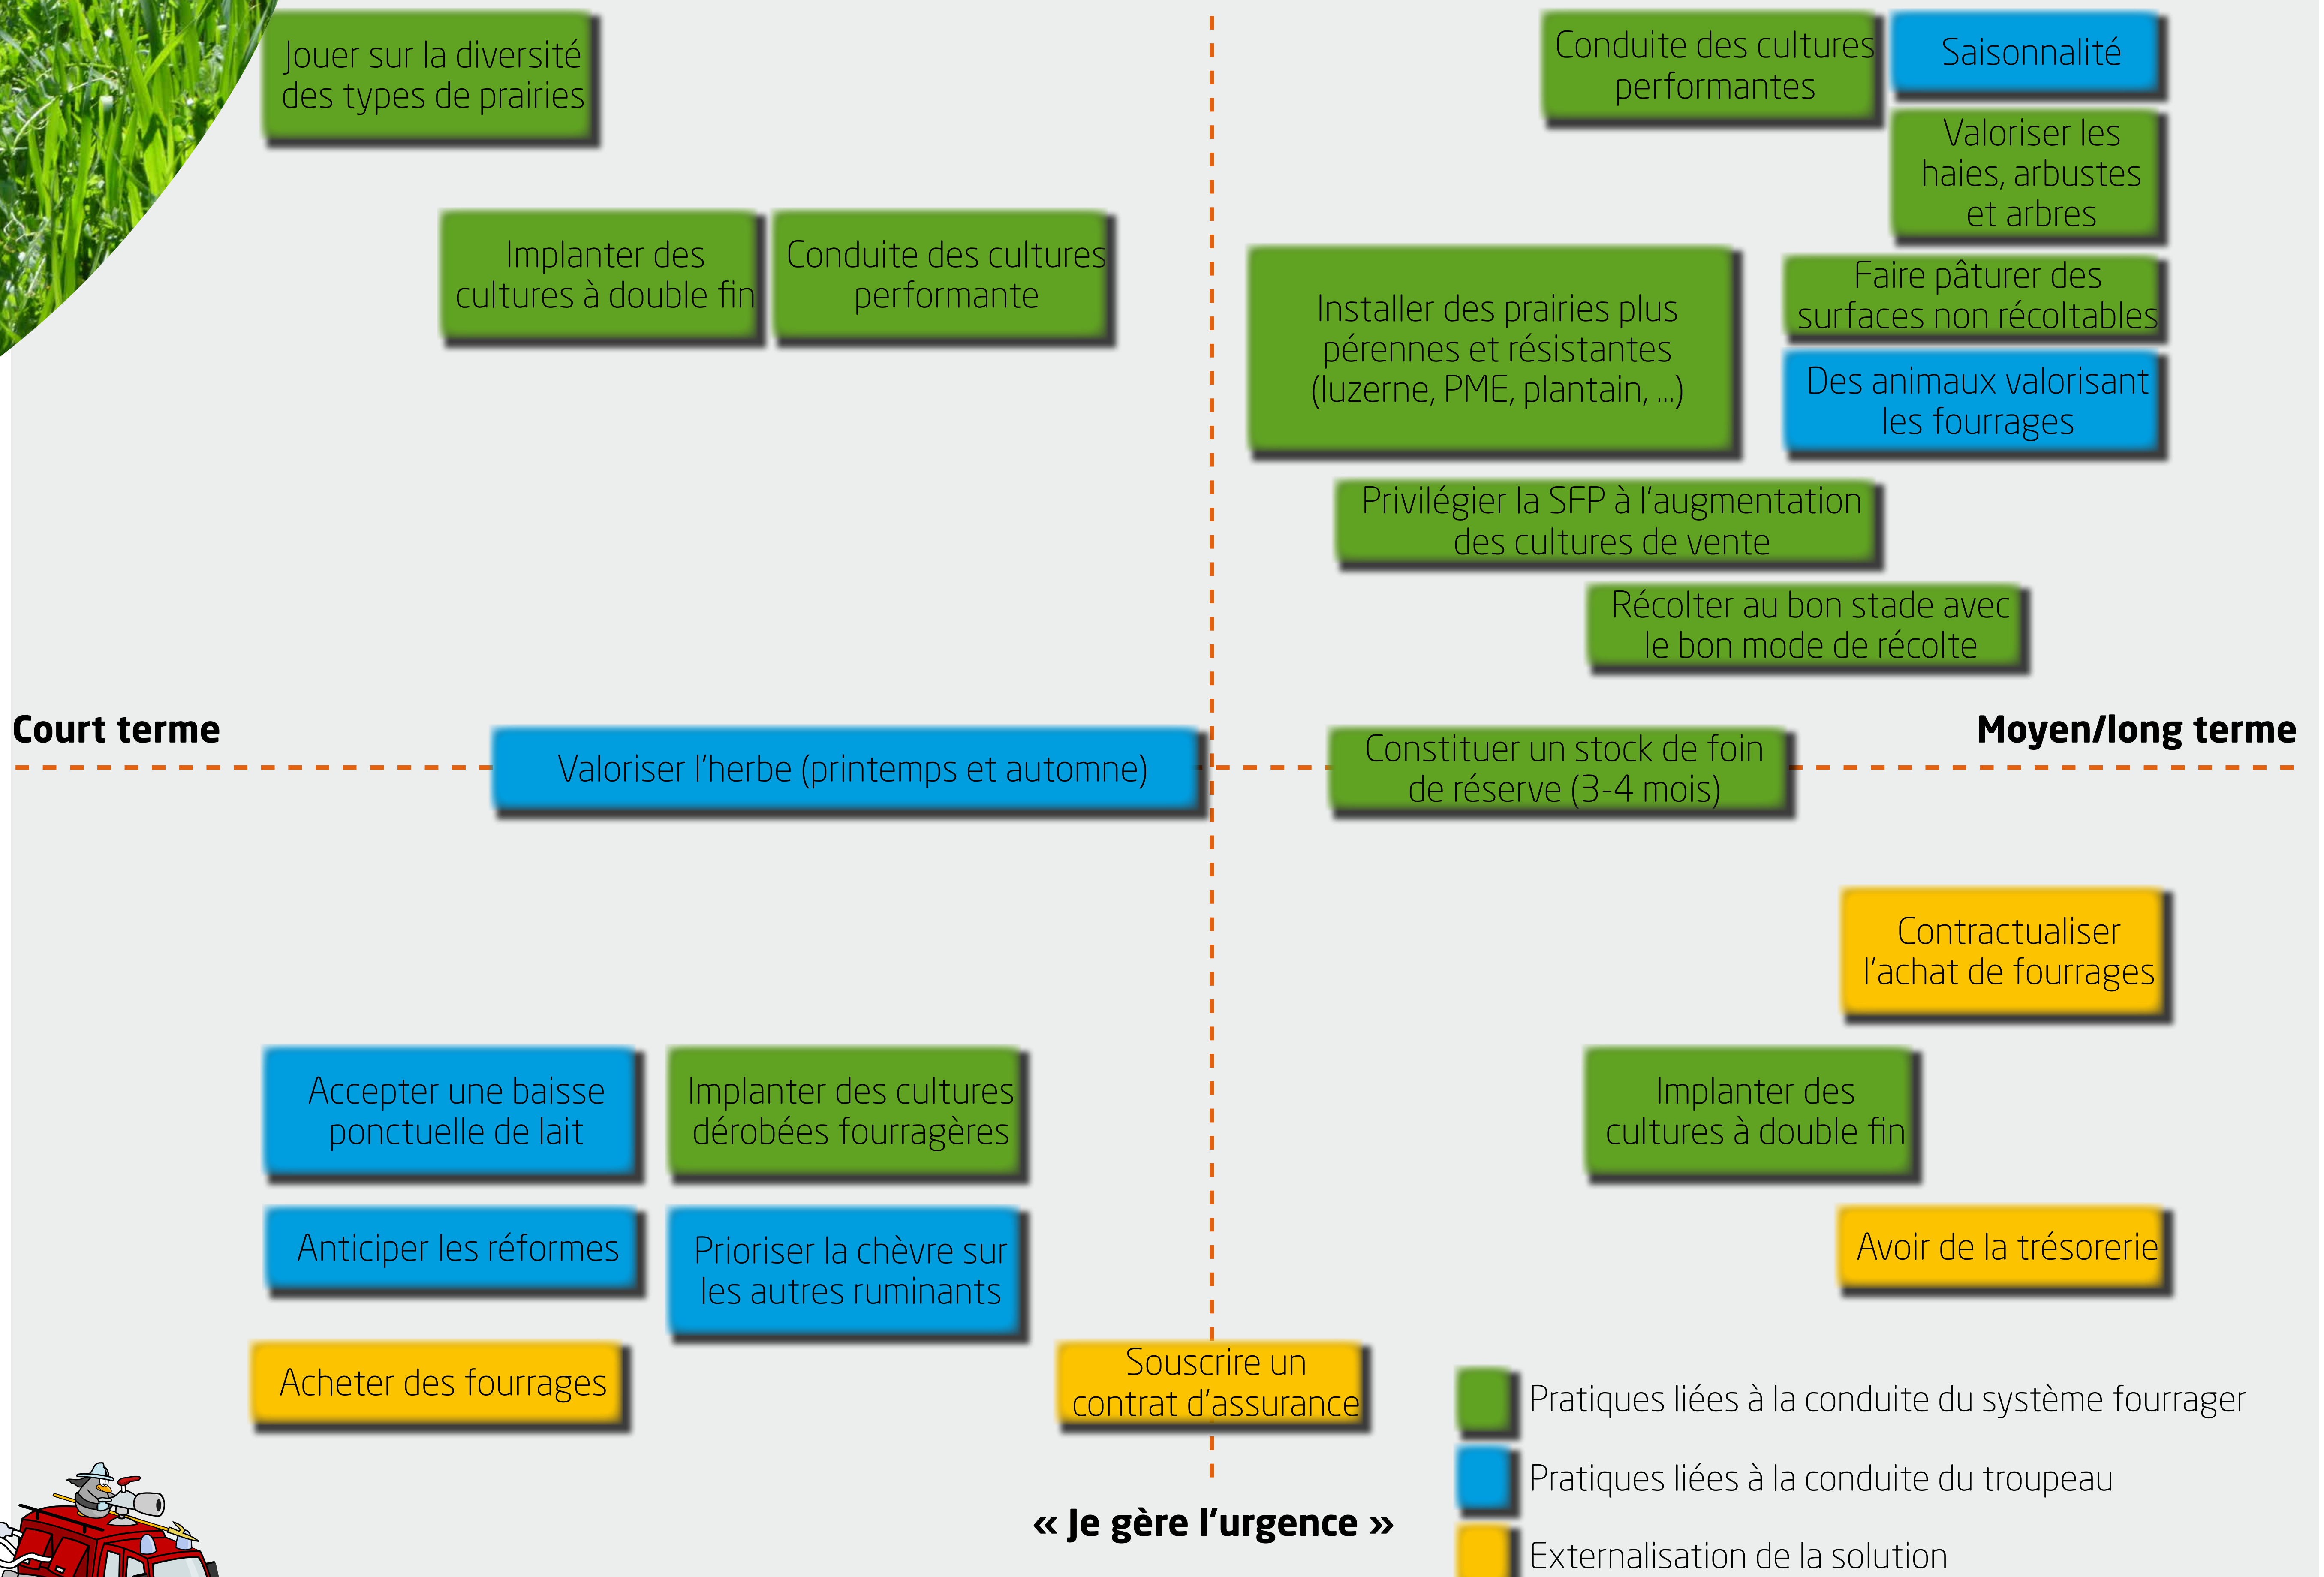 Jouer sur la diversité
des types de prairies
Conduite des cultures
performantes
Saisonnalité
Valoriser les
haies, arbustes
et arbres
Implanter des
cultures à double fin
Conduite des cultures
performante
Installer des prairies plus
pérennes et résistantes
(luzerne, PME, plantain, ...)
Faire pâturer des
surfaces non récoltables
Des animaux valorisant
les fourrages
Privilégier la SFP à l'augmentation
des cultures de vente
Récolter au bon stade avec
le bon mode de récolte
Court terme
Moyen/long terme
Valoriser l'herbe (printemps et automne)
Constituer un stock de foin
de réserve (3-4 mois)
Contractualiser
l'achat de fourrages
Accepter une baisse
ponctuelle de lait
Implanter des cultures
dérobées fourragères
Implanter des
cultures à double fin
Anticiper les réformes
Prioriser la chèvre sur
les autres ruminants
Avoir de la trésorerie
Acheter des fourrages
Souscrire un
contrat d'assurance
« Je gère l'urgence »
Pratiques liées à la conduite du système fourrager
Pratiques liées à la conduite du troupeau
Externalisation de la solution